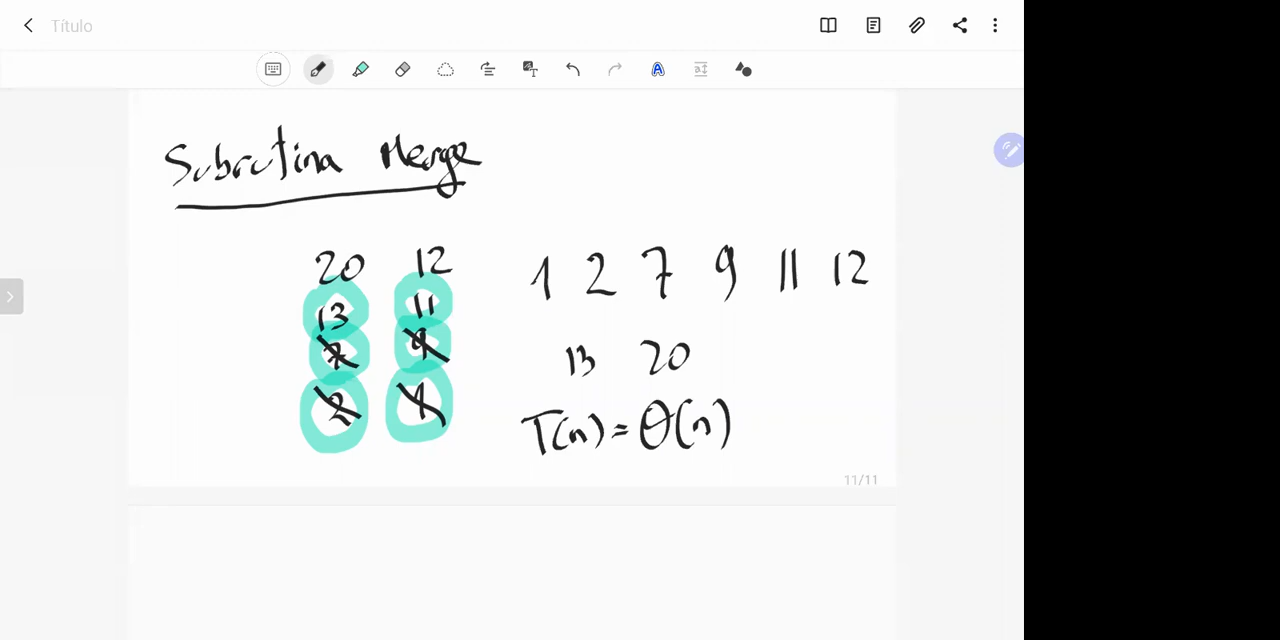 Título
Subrutina Merge
20 12 1 2 7 9 11 12
13 11
7 9 13 20
2 1
T(n) = Θ(n)
11/11